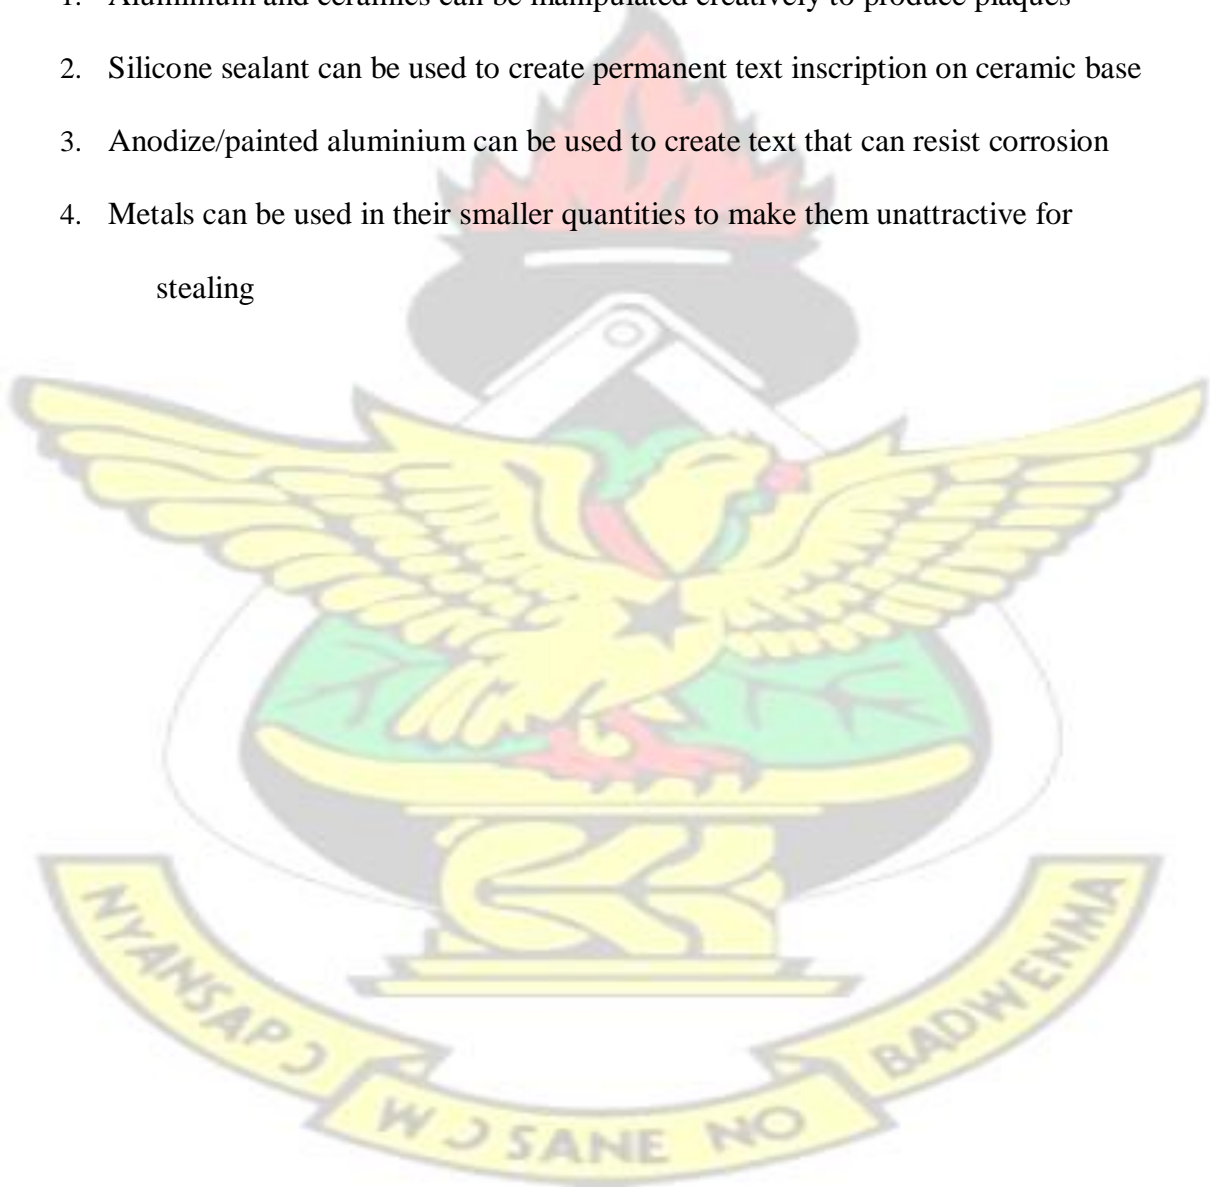 1. Aluminium and ceramics can be manipulated creatively to produce plaques
2. Silicone sealant can be used to create permanent text inscription on ceramic base
3. Anodize/painted aluminium can be used to create text that can resist corrosion
4. Metals can be used in their smaller quantities to make them unattractive for
stealing
NYANSAPƆ
WƆSANE NO
BADWENMA